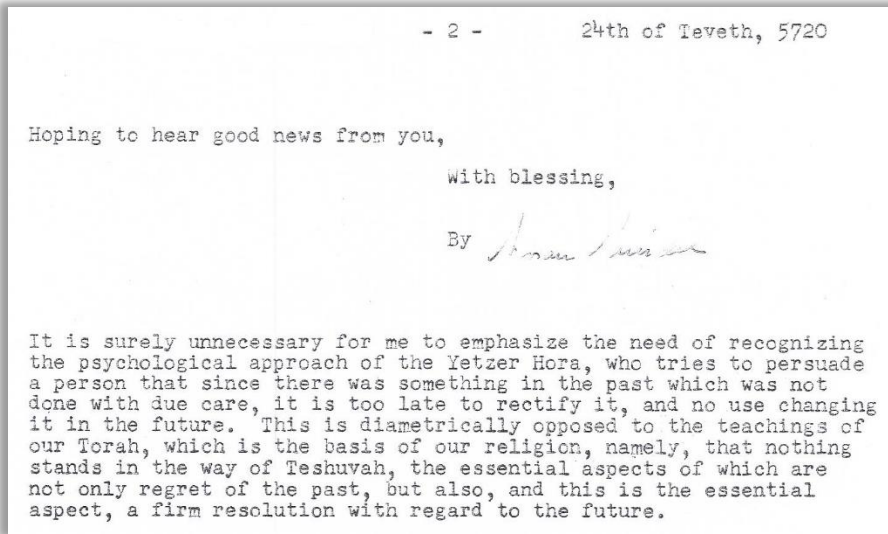 - 2 - 24th of Teveth, 5720
Hoping to hear good news from you,
With blessing,
By
It is surely unnecessary for me to emphasize the need of recognizing
the psychological approach of the Yetzer Hora, who tries to persuade
a person that since there was something in the past which was not
done with due care, it is too late to rectify it, and no use changing
it in the future. This is diametrically opposed to the teachings of
our Torah, which is the basis of our religion, namely, that nothing
stands in the way of Teshuvah, the essential aspects of which are
not only regret of the past, but also, and this is the essential
aspect, a firm resolution with regard to the future.